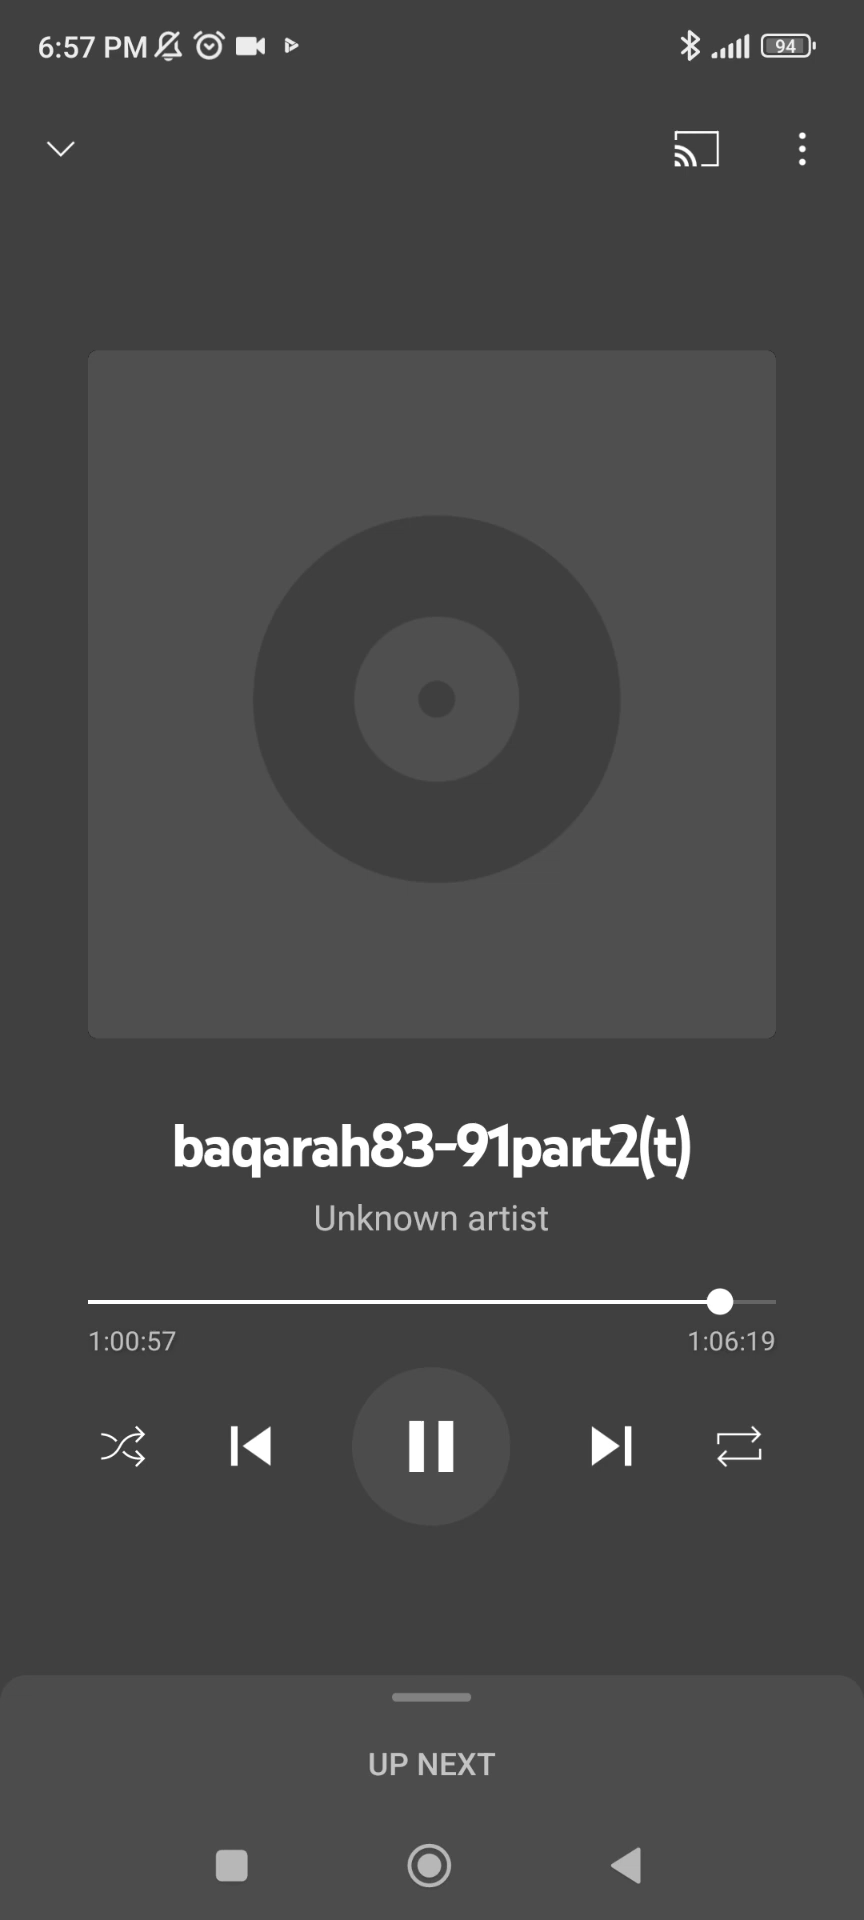 6:57 PM
94
baqarah83-91part2(t)
Unknown artist
1:00:57
1:06:19
UP NEXT